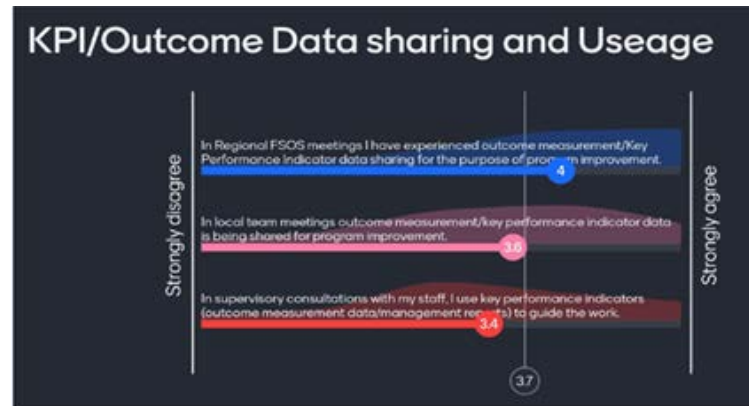 KPI/Outcome Data sharing and Useage
Strongly disagree
In Regional FSOS meetings I have experienced outcome measurement/Key
Performance Indicator data sharing for the purpose of program improvement.
4
In local team meetings outcome measurement/key performance indicator data
is being shared for program improvement.
3.6
In supervisory consultations with my staff, I use key performance indicators
(outcome measurement data/management reports) to guide the work.
3.4
Strongly agree
3.7